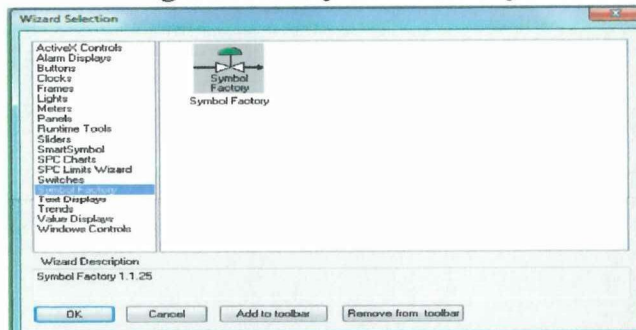 Wizard Selection
ActiveX Controls
Alarm Displays
Buttons
Clocks
Frames
Lights
Meters
Panels
Runtime Tools
Sliders
SmartSymbol
SPC Charts
SPC Limits Wizard
Switches
Symbol Factory
Text Displays
Trends
Value Displays
Windows Controls
Symbol
Factory
Symbol Factory
Wizard Description
Symbol Factory 1.1.25
OK Cancel Add to toolbar Remove from toolbar